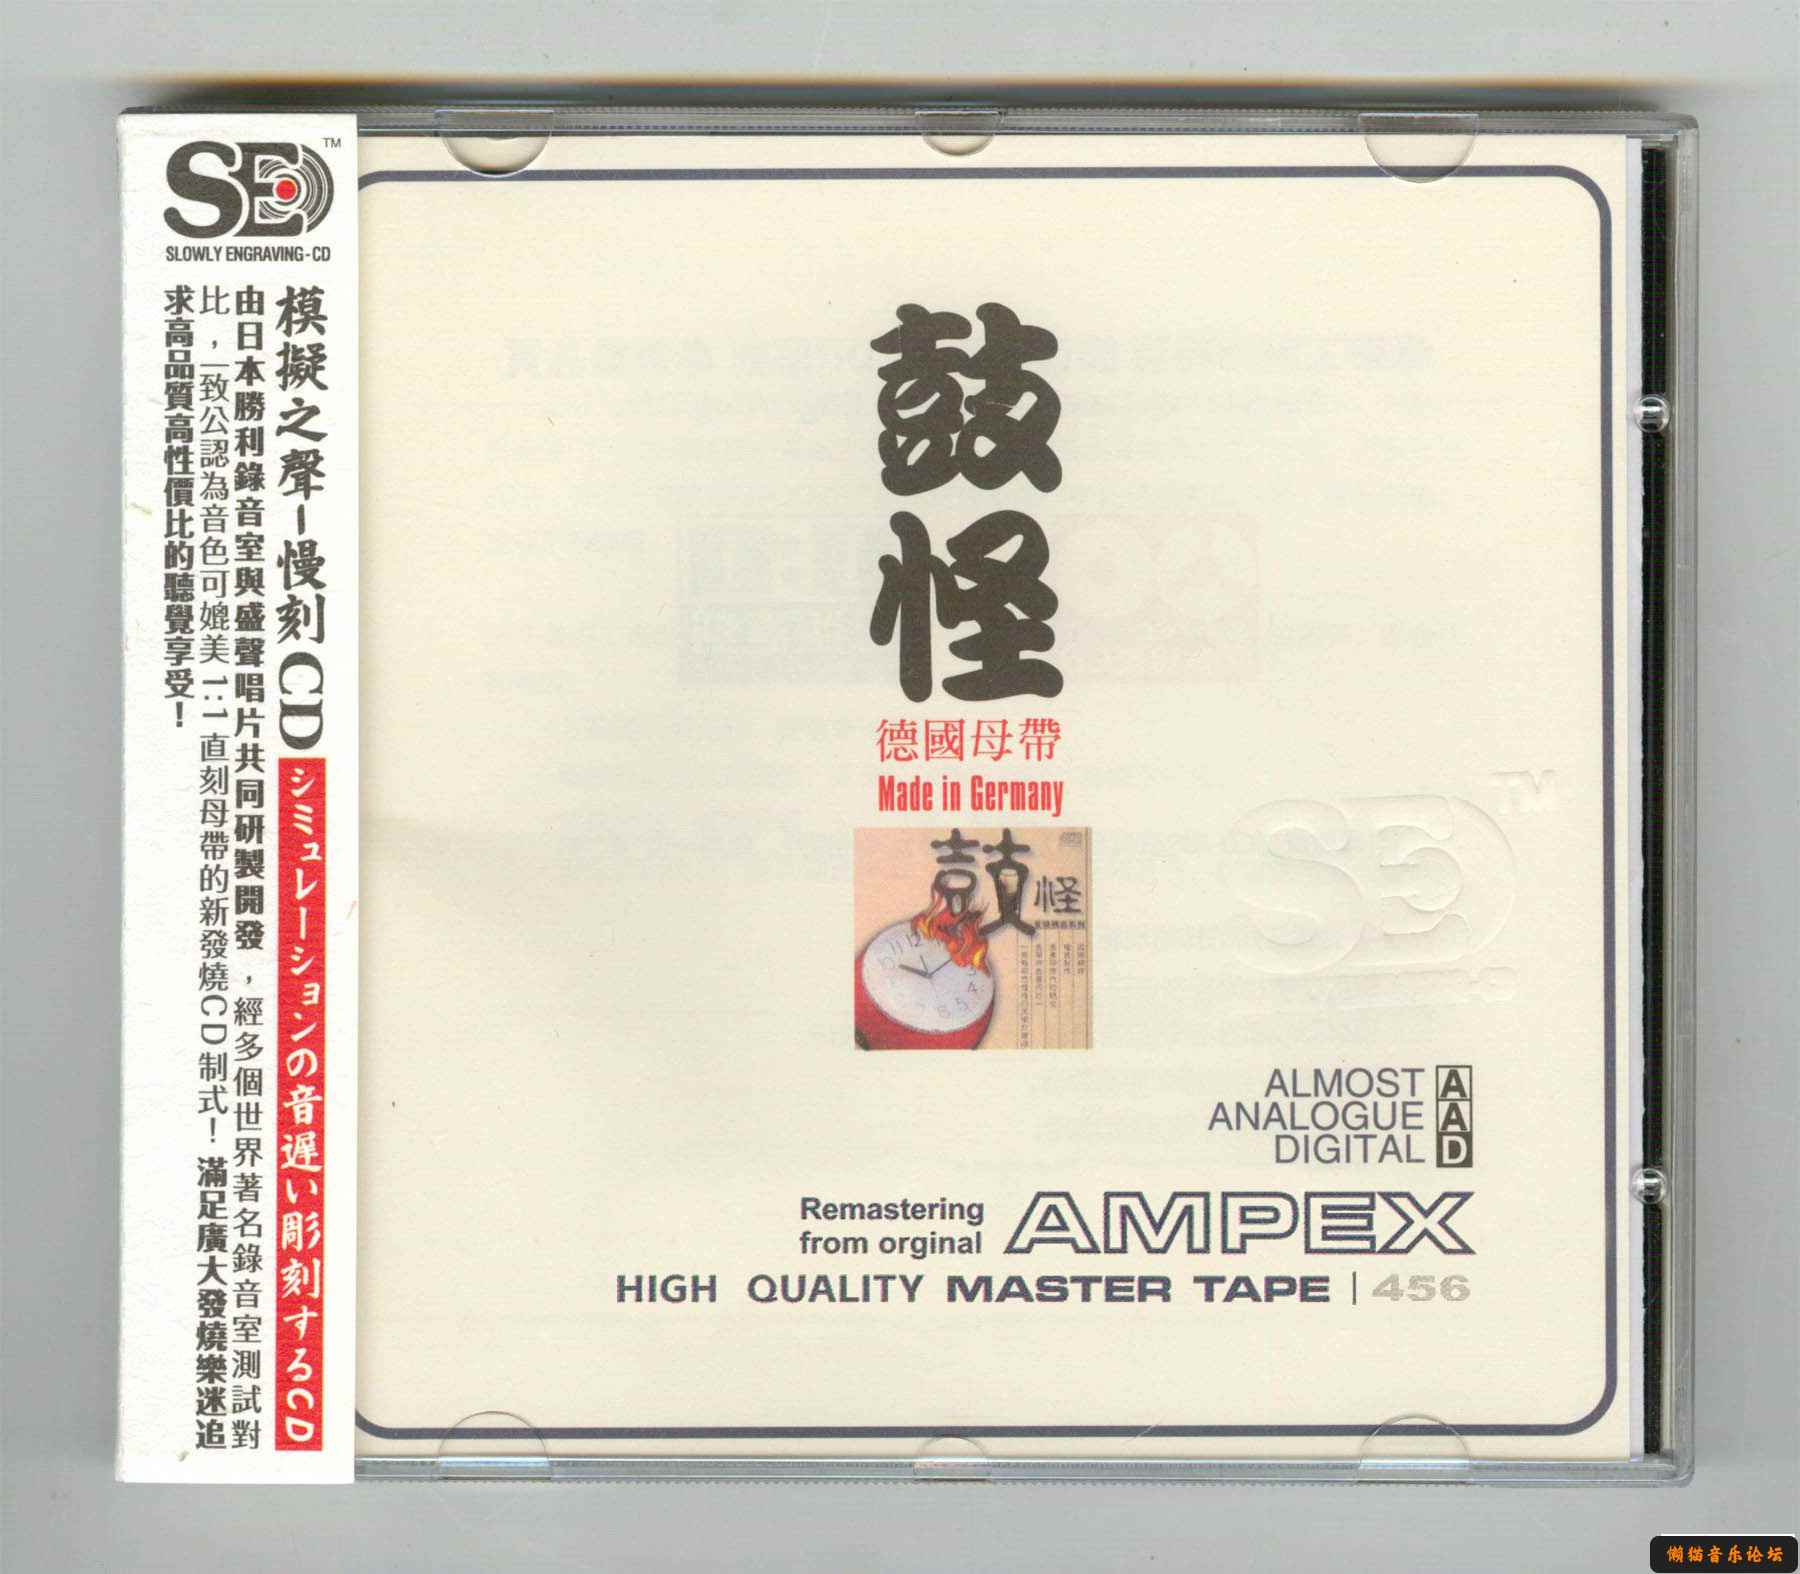 SED™
SLOWLY ENGRAVING-CD
模擬之聲-慢刻CD
シミュレーションの音遅い彫刻するCD
由日本勝利錄音室與盛聲唱片共同研製開發，經多個世界著名錄音室測試對
比，一致公認為音色可媲美1:1直刻母帶的新發燒CD制式！滿足廣大發燒樂迷追
求高品質高性價比的聽覺享受！
鼓
怪
德國母帶
Made in Germany
鼓怪
SED
ALMOST A
ANALOGUE A
DIGITAL D
Remastering
from orginal
AMPEX
HIGH QUALITY MASTER TAPE | 456
懒猫音乐论坛